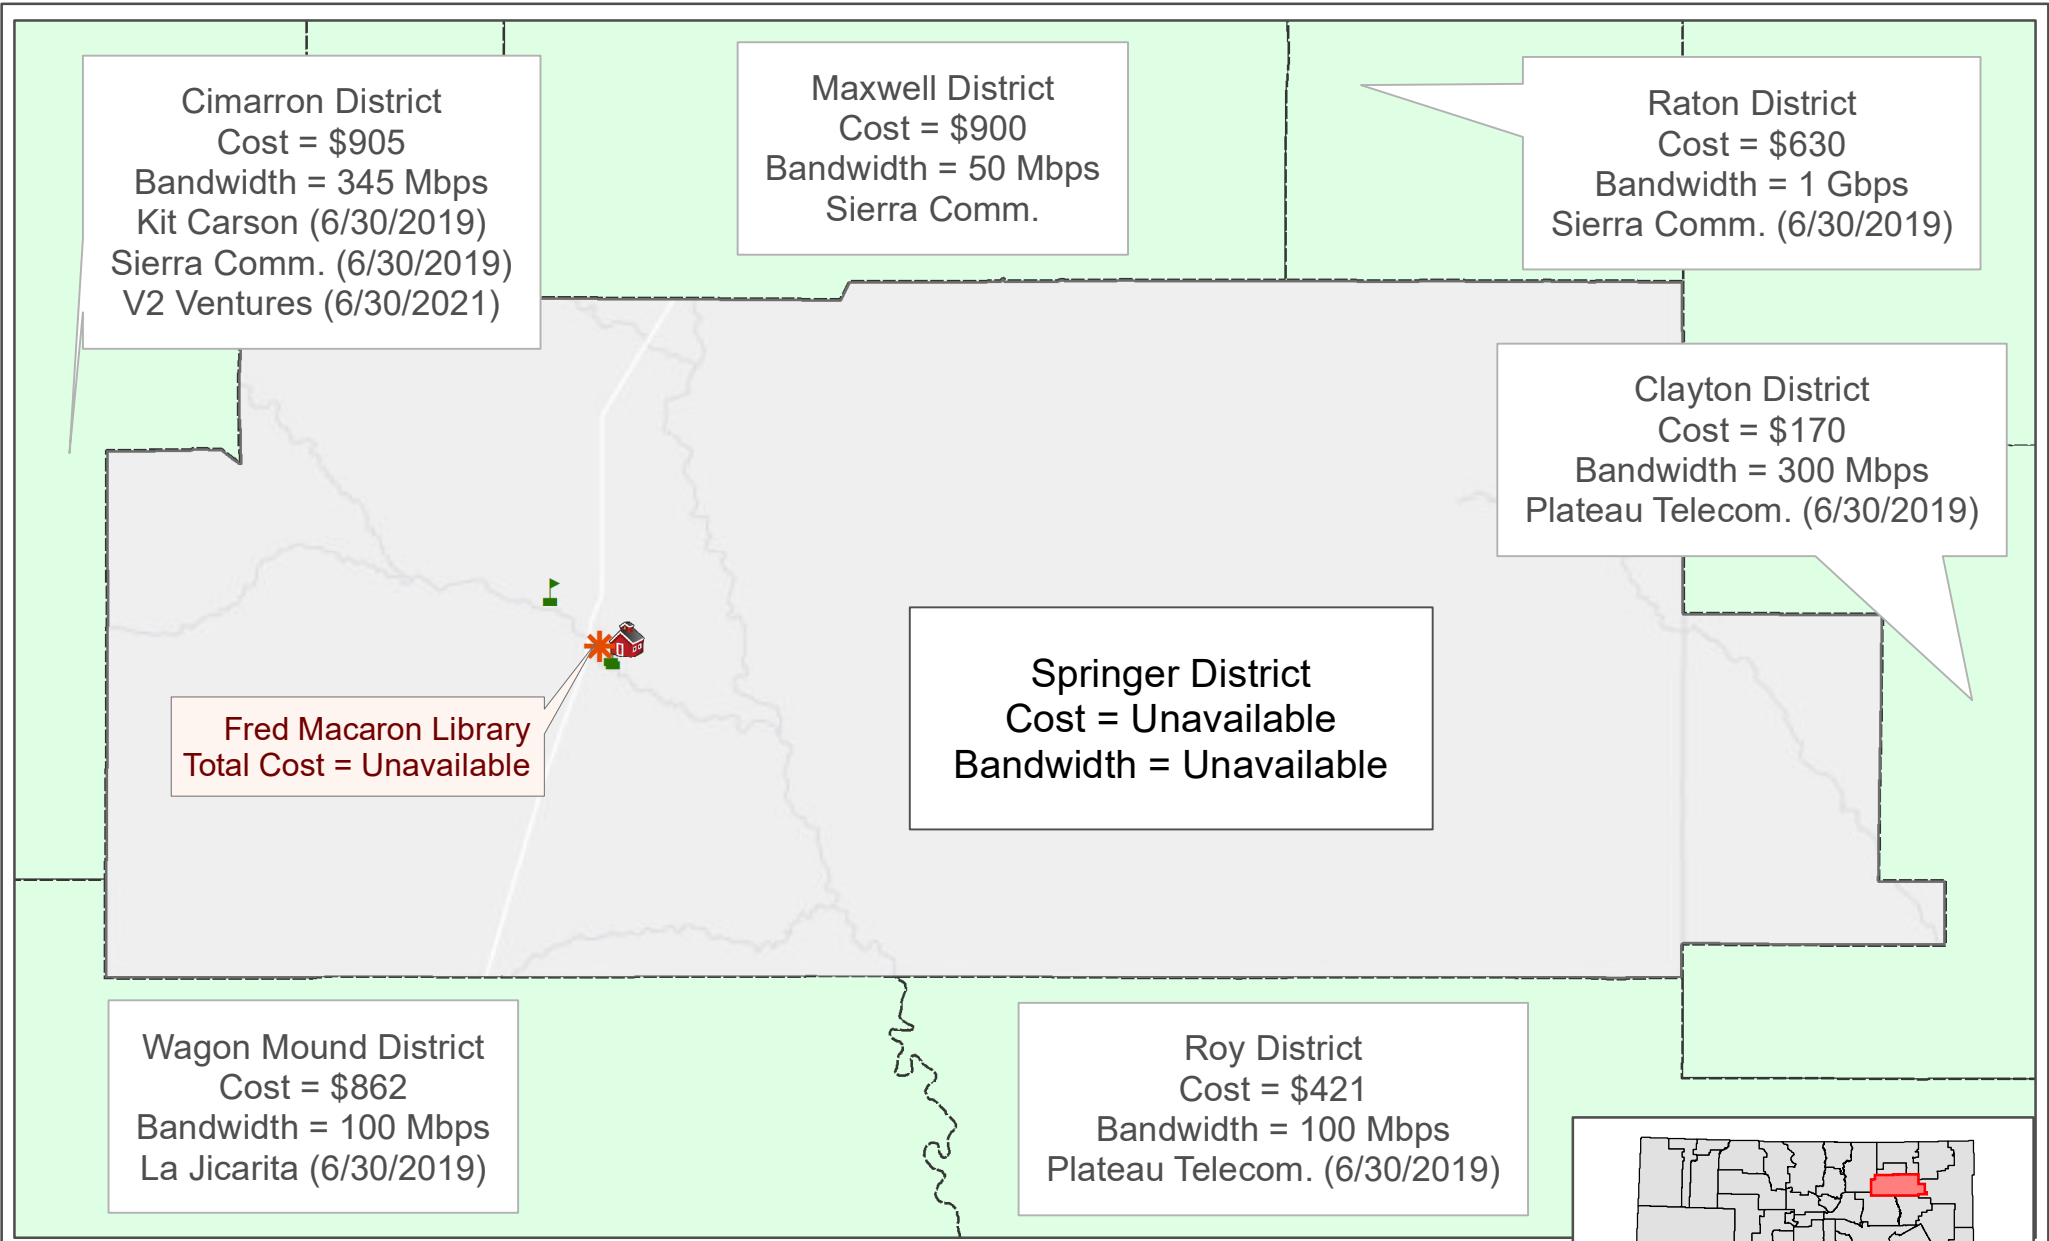 Cimarron District
Cost = $905
Bandwidth = 345 Mbps
Kit Carson (6/30/2019)
Sierra Comm. (6/30/2019)
V2 Ventures (6/30/2021)
Maxwell District
Cost = $900
Bandwidth = 50 Mbps
Sierra Comm.
Raton District
Cost = $630
Bandwidth = 1 Gbps
Sierra Comm. (6/30/2019)
Clayton District
Cost = $170
Bandwidth = 300 Mbps
Plateau Telecom. (6/30/2019)
Fred Macaron Library
Total Cost = Unavailable
Springer District
Cost = Unavailable
Bandwidth = Unavailable
Wagon Mound District
Cost = $862
Bandwidth = 100 Mbps
La Jicarita (6/30/2019)
Roy District
Cost = $421
Bandwidth = 100 Mbps
Plateau Telecom. (6/30/2019)